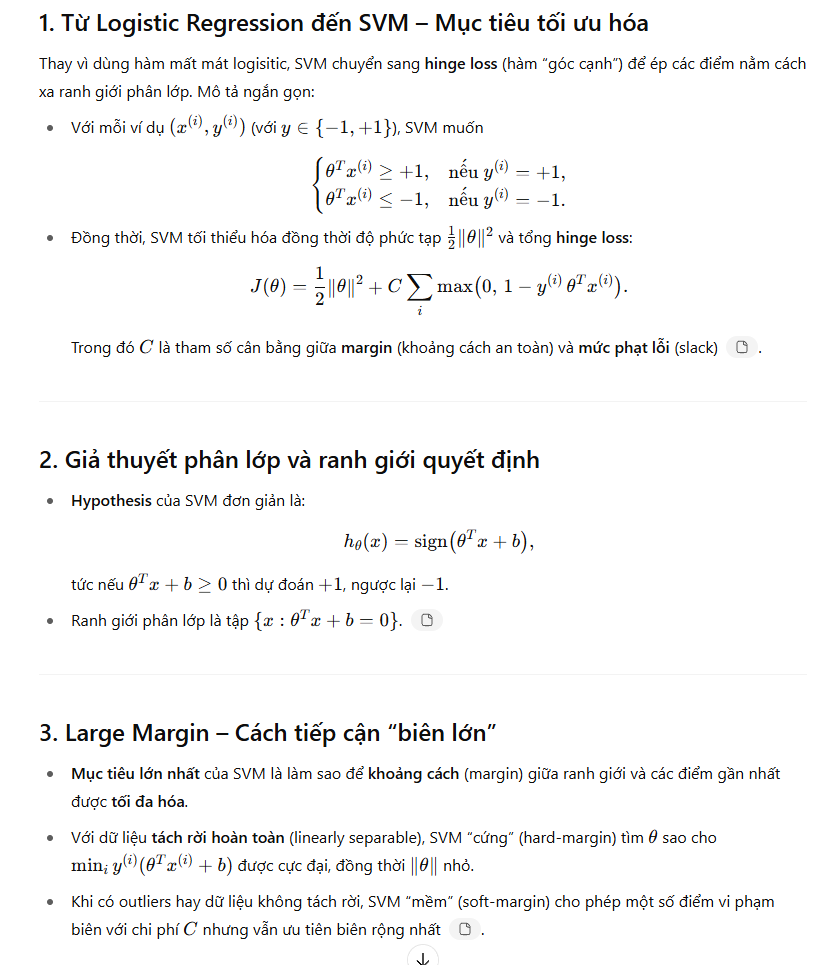 1. Từ Logistic Regression đến SVM – Mục tiêu tối ưu hóa
Thay vì dùng hàm mất mát logisitic, SVM chuyển sang hinge loss (hàm “góc cạnh”) để ép các điểm nằm cách
xa ranh giới phân lớp. Mô tả ngắn gọn:
• Với mỗi ví dụ (x^{(i)}, y^{(i)}) (với y ∈ {−1, +1}), SVM muốn
{ θ^T x^{(i)} ≥ +1, nếu y^{(i)} = +1,
θ^T x^{(i)} ≤ −1, nếu y^{(i)} = −1.
• Đồng thời, SVM tối thiểu hóa đồng thời độ phức tạp ½‖θ‖² và tổng hinge loss:
J(θ) = 1/2 ‖θ‖² + C ∑_i max(0, 1 − y^{(i)} θ^T x^{(i)}).
Trong đó C là tham số cân bằng giữa margin (khoảng cách an toàn) và mức phạt lỗi (slack) .
2. Giả thuyết phân lớp và ranh giới quyết định
• Hypothesis của SVM đơn giản là:
h_θ(x) = sign(θ^T x + b),
tức nếu θ^T x + b ≥ 0 thì dự đoán +1, ngược lại −1.
• Ranh giới phân lớp là tập {x : θ^T x + b = 0}.
3. Large Margin – Cách tiếp cận “biên lớn”
• Mục tiêu lớn nhất của SVM là làm sao để khoảng cách (margin) giữa ranh giới và các điểm gần nhất
được tối đa hóa.
• Với dữ liệu tách rời hoàn toàn (linearly separable), SVM “cứng” (hard-margin) tìm θ sao cho
min_i y^{(i)}(θ^T x^{(i)} + b) được cực đại, đồng thời ‖θ‖ nhỏ.
• Khi có outliers hay dữ liệu không tách rời, SVM “mềm” (soft-margin) cho phép một số điểm vi phạm
biên với chi phí C nhưng vẫn ưu tiên biên rộng nhất .